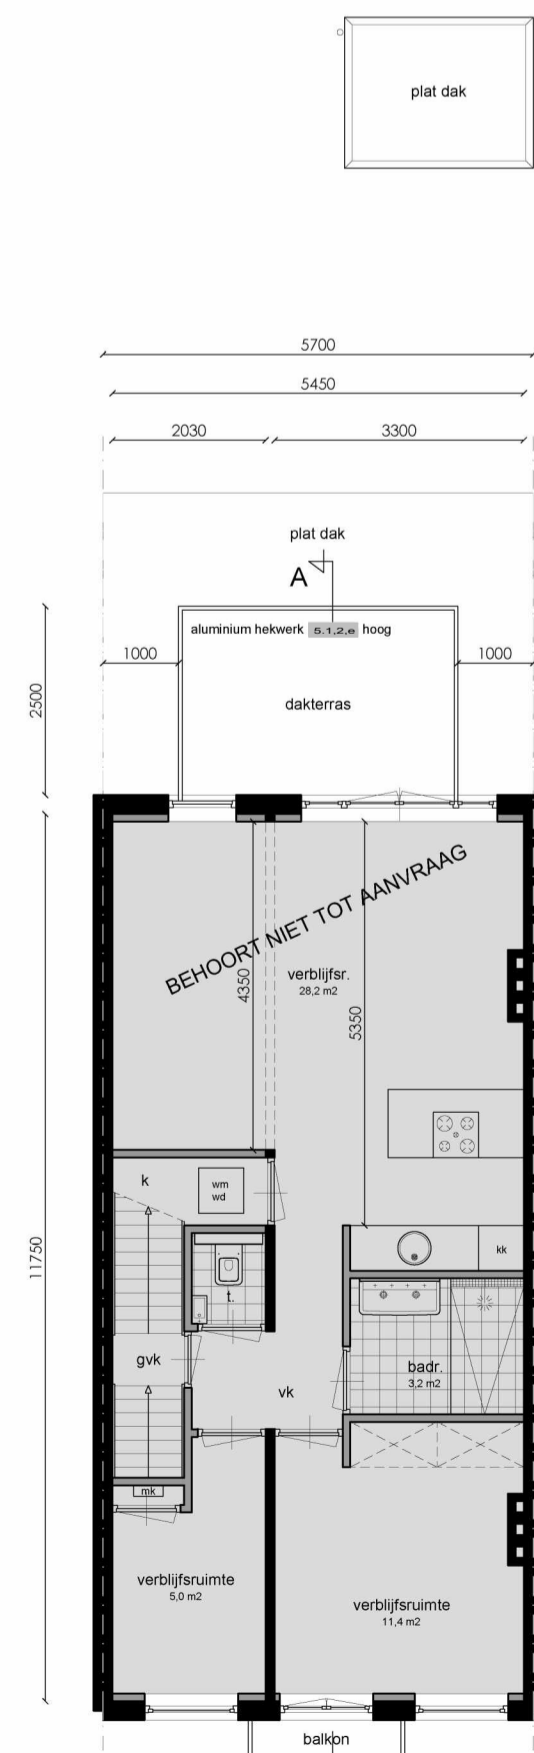 plat dak
5700
5450
2030 3300
plat dak
A
aluminium hekwerk 5.1,2,e hoog
1000 1000
2500
dakterras
BEHOORT NIET TOT AANVRAAG
verblijfsr.
28,2 m2
4350
5350
k
wm
wd
kk
t.
11750
gvk
badr.
3,2 m2
vk
mk
verblijfsruimte
5,0 m2
verblijfsruimte
11,4 m2
balkon